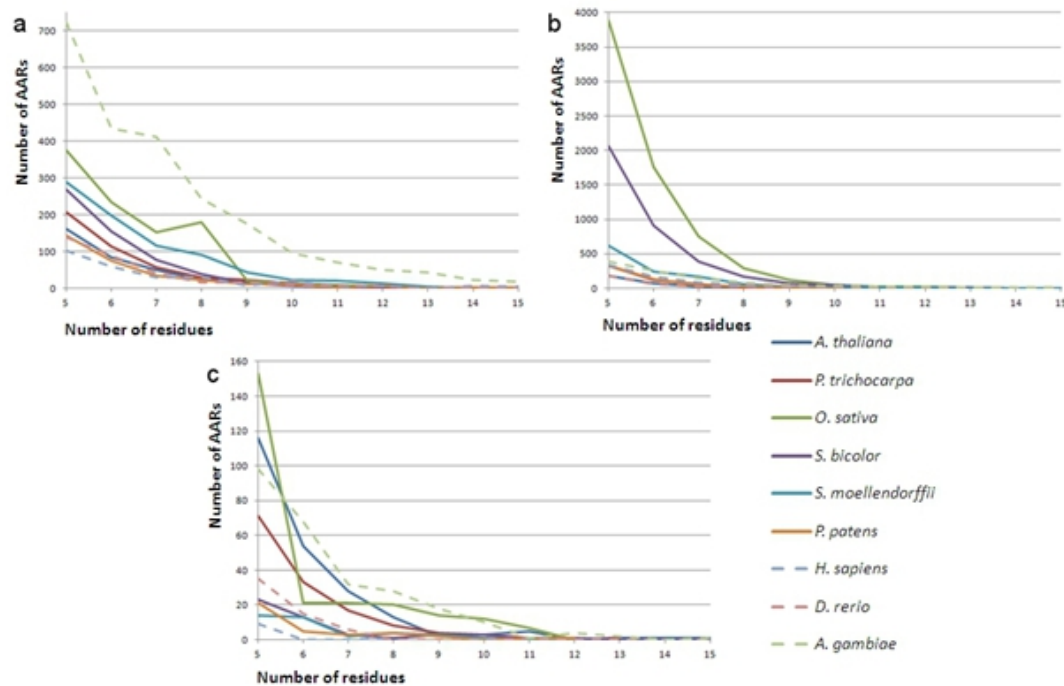 a
Number of AARs
700
600
500
400
300
200
100
0
5 6 7 8 9 10 11 12 13 14 15
Number of residues
b
Number of AARs
4000
3500
3000
2500
2000
1500
1000
500
0
5 6 7 8 9 10 11 12 13 14 15
Number of residues
c
Number of AARs
160
140
120
100
80
60
40
20
0
5 6 7 8 9 10 11 12 13 14 15
Number of residues
A. thaliana
P. trichocarpa
O. sativa
S. bicolor
S. moellendorffii
P. patens
H. sapiens
D. rerio
A. gambiae